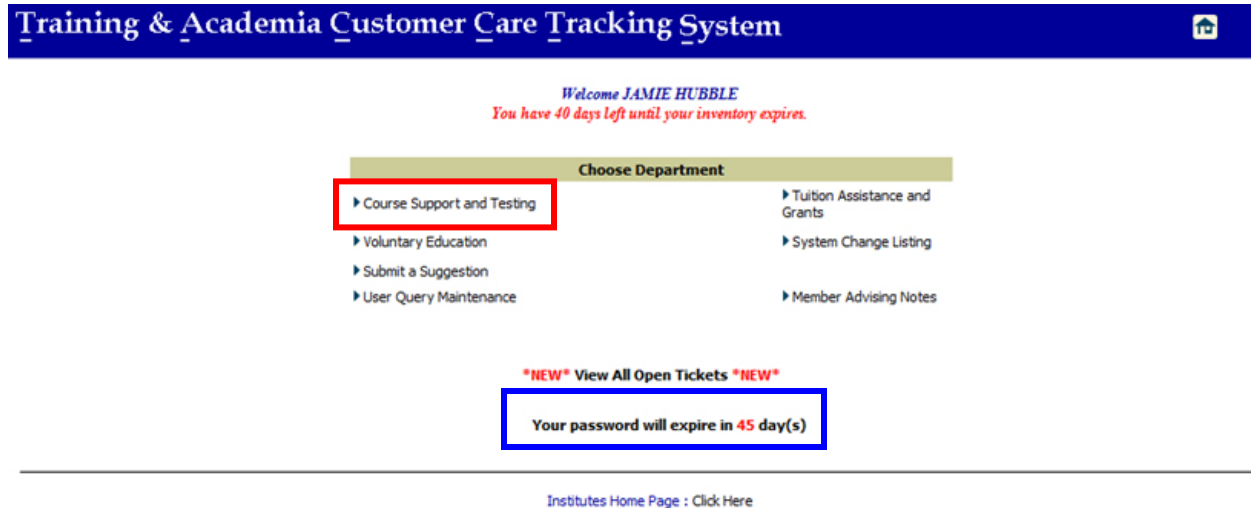 Training & Academia Customer Care Tracking System
Welcome JAMIE HUBBLE
You have 40 days left until your inventory expires.
Choose Department
Course Support and Testing
Tuition Assistance and
Grants
Voluntary Education
System Change Listing
Submit a Suggestion
User Query Maintenance
Member Advising Notes
*NEW* View All Open Tickets *NEW*
Your password will expire in 45 day(s)
Institutes Home Page : Click Here